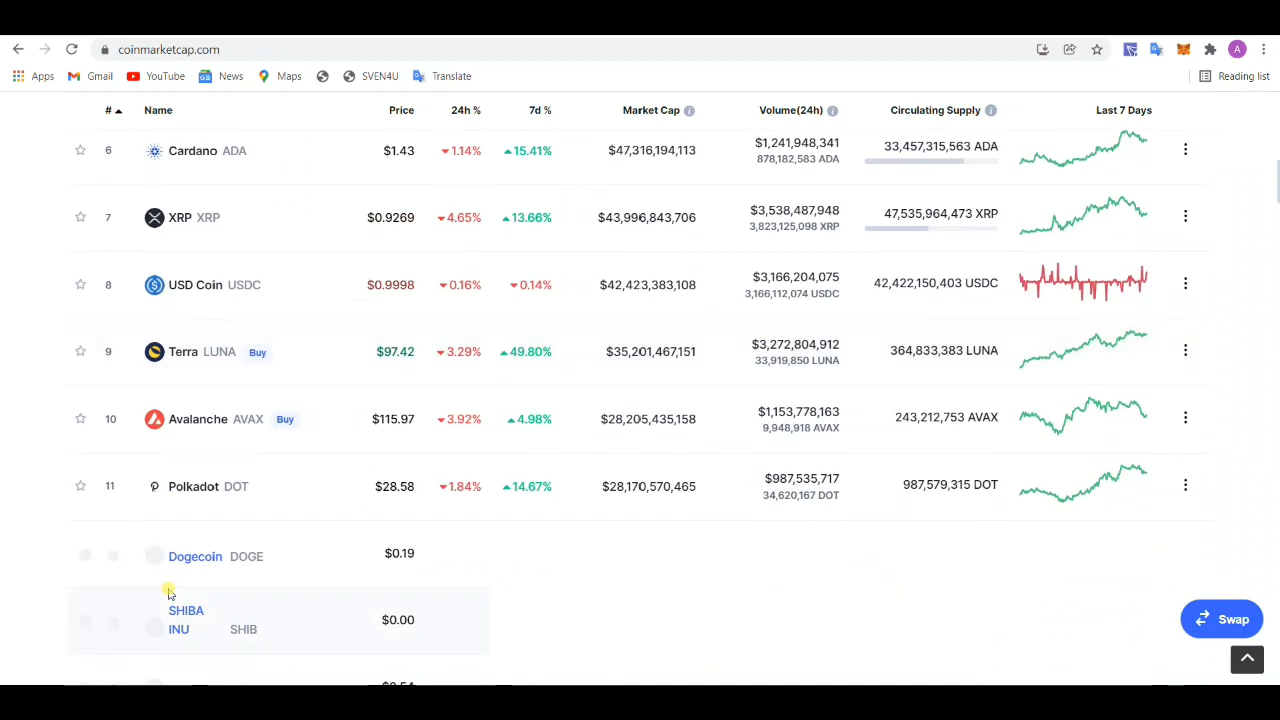 coinmarketcap.com
A
Apps Gmail YouTube News Maps SVEN4U Translate Reading list
# Name Price 24h % 7d % Market Cap Volume(24h) Circulating Supply Last 7 Days
6 Cardano ADA $1.43 1.14% 15.41% $47,316,194,113 $1,241,948,341 33,457,315,563 ADA
878,182,583 ADA
7 XRP XRP $0.9269 4.65% 13.66% $43,996,843,706 $3,538,487,948 47,535,964,473 XRP
3,823,125,098 XRP
8 USD Coin USDC $0.9998 0.16% 0.14% $42,423,383,108 $3,166,204,075 42,422,150,403 USDC
3,166,112,074 USDC
9 Terra LUNA Buy $97.42 3.29% 49.80% $35,201,467,151 $3,272,804,912 364,833,383 LUNA
33,919,850 LUNA
10 Avalanche AVAX Buy $115.97 3.92% 4.98% $28,205,435,158 $1,153,778,163 243,212,753 AVAX
9,948,918 AVAX
11 Polkadot DOT $28.56 1.84% 14.67% $28,170,570,465 $987,535,717 987,579,315 DOT
34,620,167 DOT
Dogecoin DOGE $0.19
SHIBA
INU SHIB $0.00
Swap